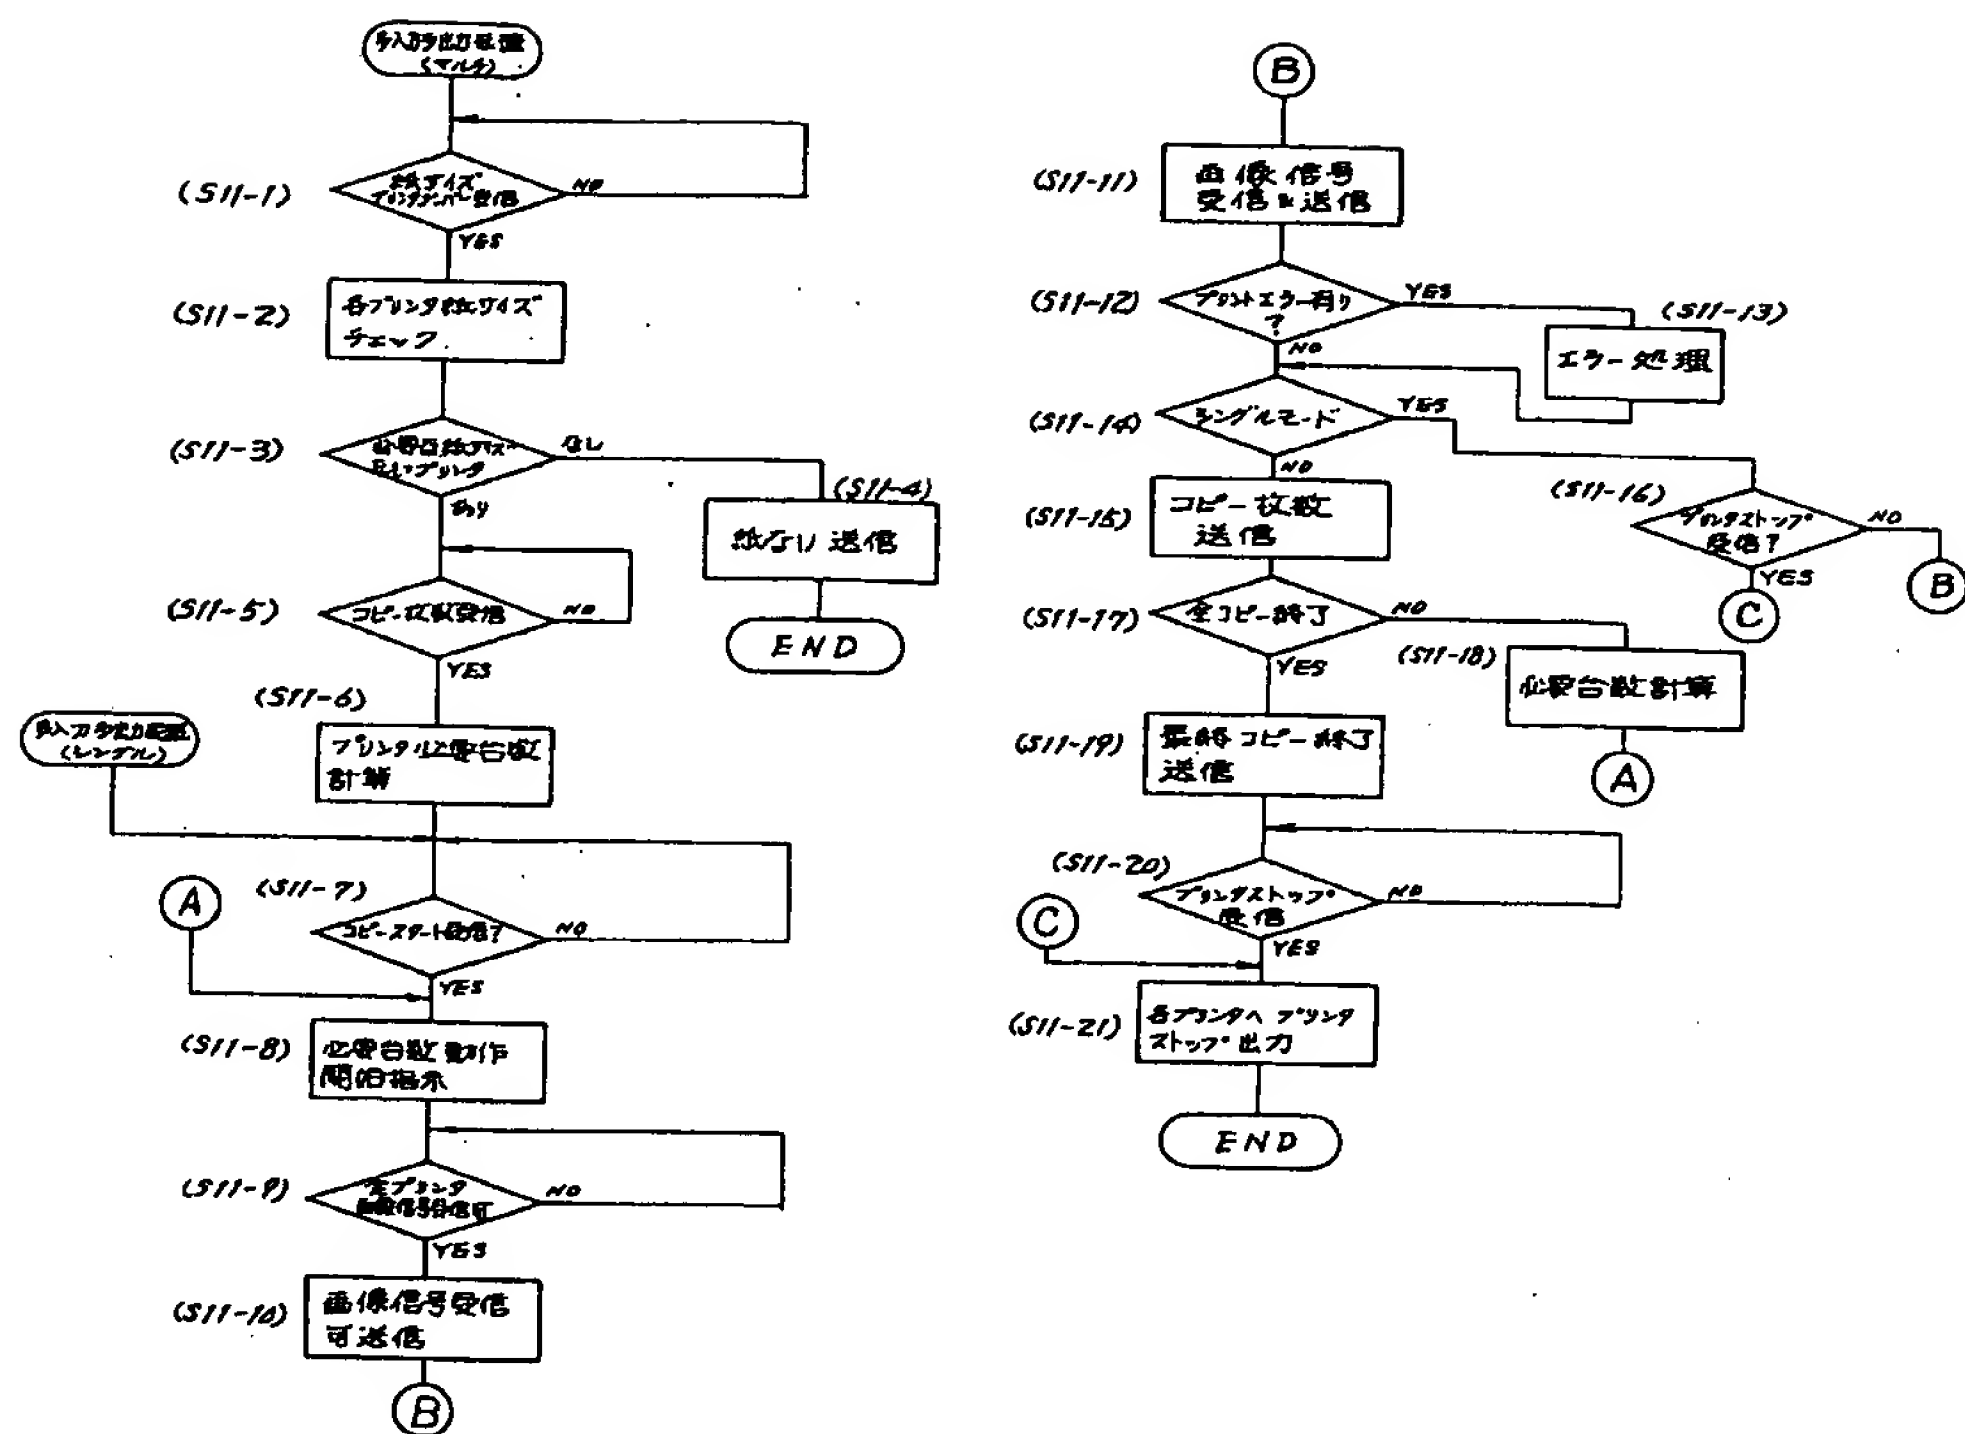 多入力多出力装置
(マルチ)
(S11-1)
紙サイズ
プリンタナンバー受信
NO
YES
(S11-2)
各プリンタ紙サイズ
チェック
(S11-3)
プリンタ
なし
あり
(S11-4)
紙なし送信
END
(S11-5)
コピー枚数受信
NO
YES
(S11-6)
プリンタ必要台数
計算
多入力多出力装置
(シングル)
(S11-7)
コピースタート受信?
NO
YES
A
(S11-8)
必要台数動作
開始指示
(S11-9)
全プリンタ
画像信号受信可
NO
YES
(S11-10)
画像信号受信
可送信
B
B
(S11-11)
画像信号
受信&送信
(S11-12)
プリントエラー有り
?
YES
NO
(S11-13)
エラー処理
(S11-14)
シングルモード
YES
NO
(S11-15)
コピー枚数
送信
(S11-16)
プリンタストップ
受信?
NO
YES
B
C
(S11-17)
全コピー終了
NO
YES
(S11-18)
必要台数計算
A
(S11-19)
最終コピー終了
送信
(S11-20)
プリンタストップ
受信
NO
YES
C
(S11-21)
各プリンタへプリンタ
ストップ出力
END